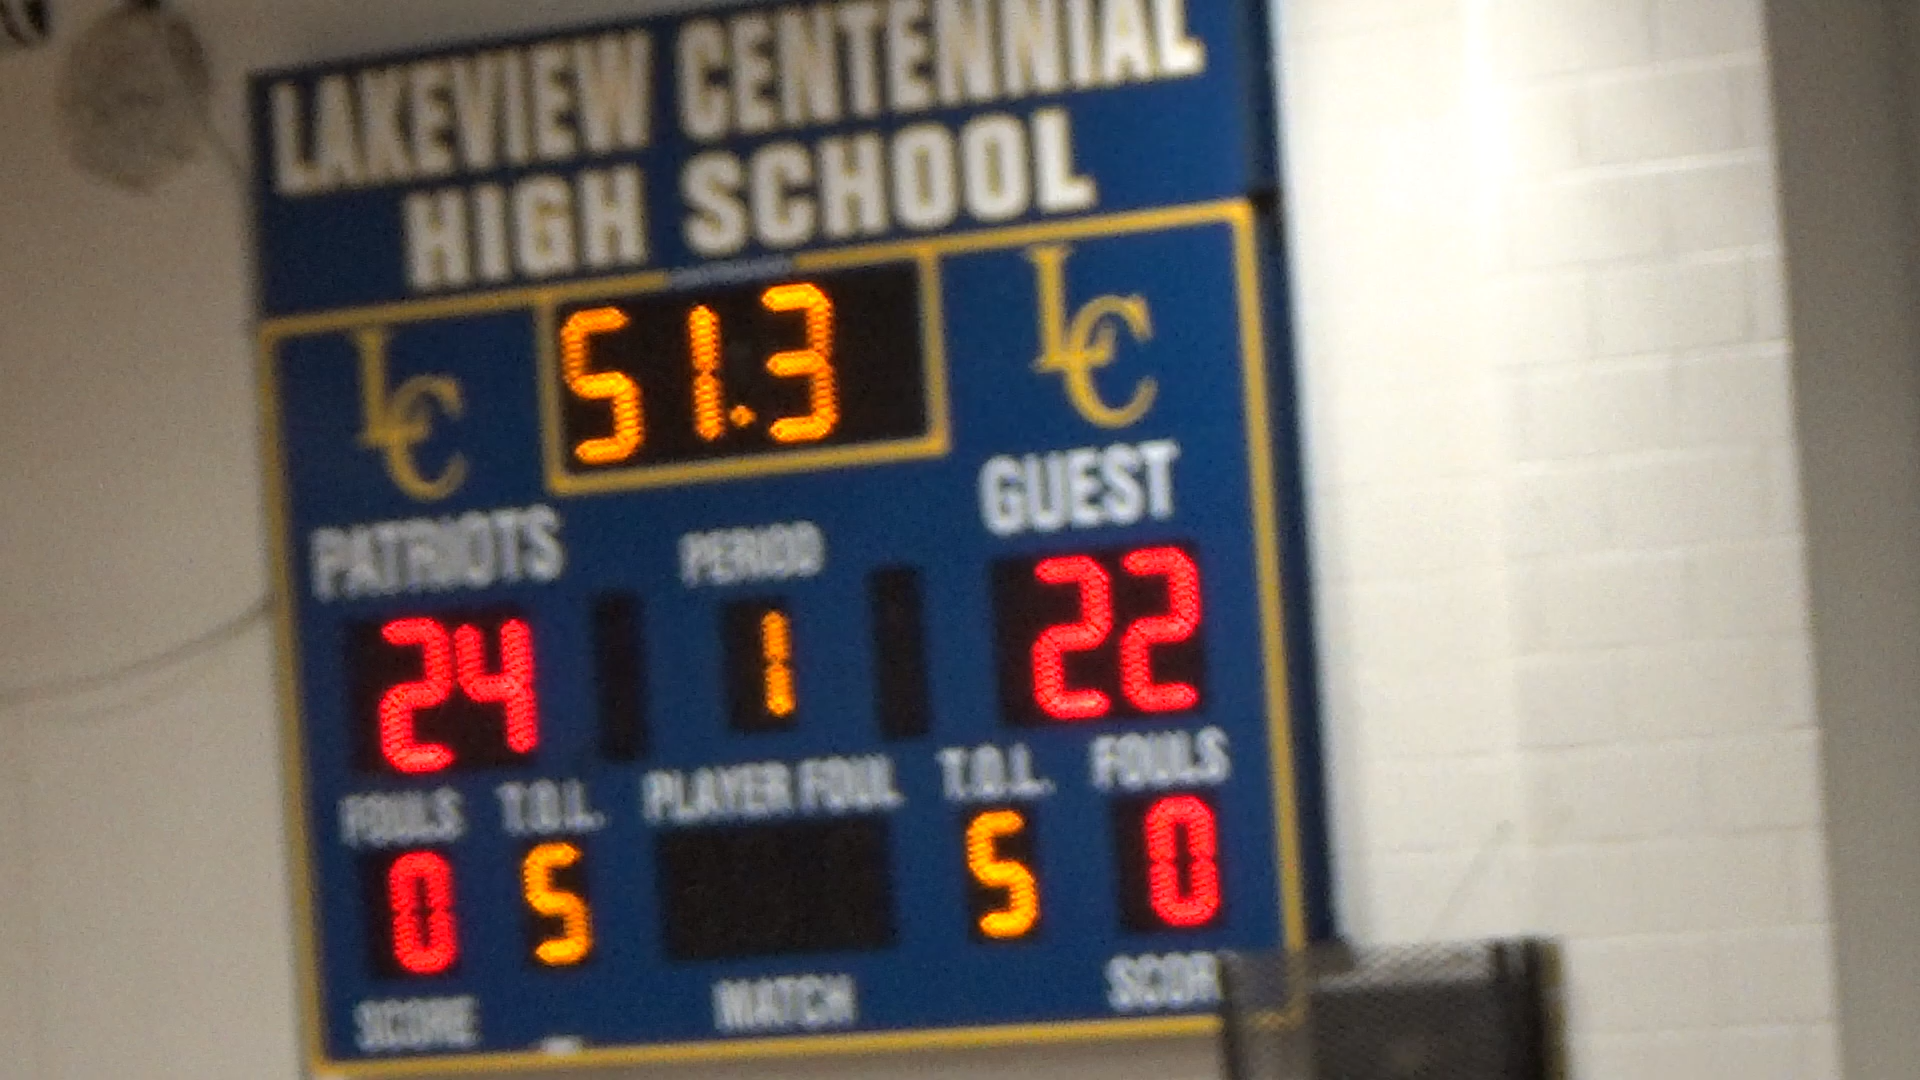 LAKEVIEW CENTENNIAL
HIGH SCHOOL
LC 51.3 LC
PATRIOTS PERIOD GUEST
24 1 22
FOULS T.O.L. PLAYER FOUL T.O.L. FOULS
0 5 5 0
SCORE MATCH SCOR